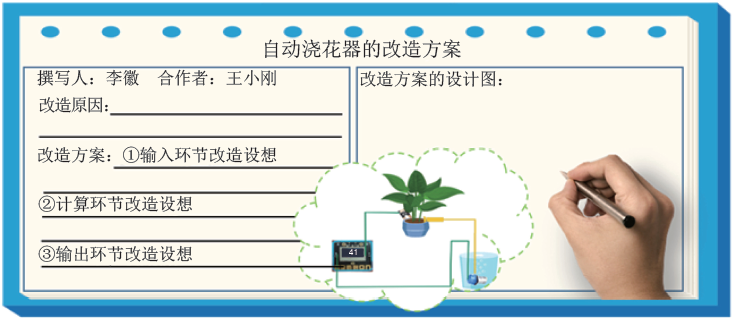 自动浇花器的改造方案
撰写人：李徽 合作者：王小刚
改造原因：
改造方案：①输入环节改造设想
②计算环节改造设想
③输出环节改造设想
改造方案的设计图：
41